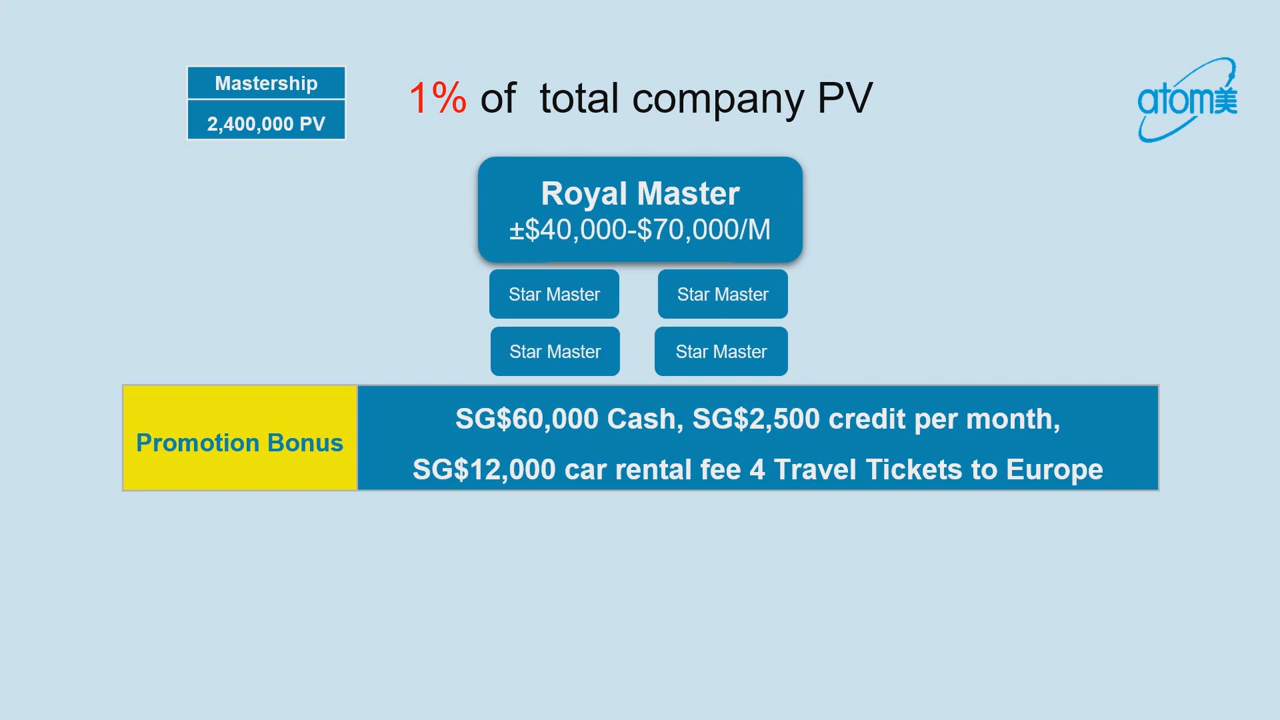 Mastership
2,400,000 PV
1% of total company PV
atom美
Royal Master
±$40,000-$70,000/M
Star Master
Star Master
Star Master
Star Master
Promotion Bonus
SG$60,000 Cash, SG$2,500 credit per month,
SG$12,000 car rental fee 4 Travel Tickets to Europe